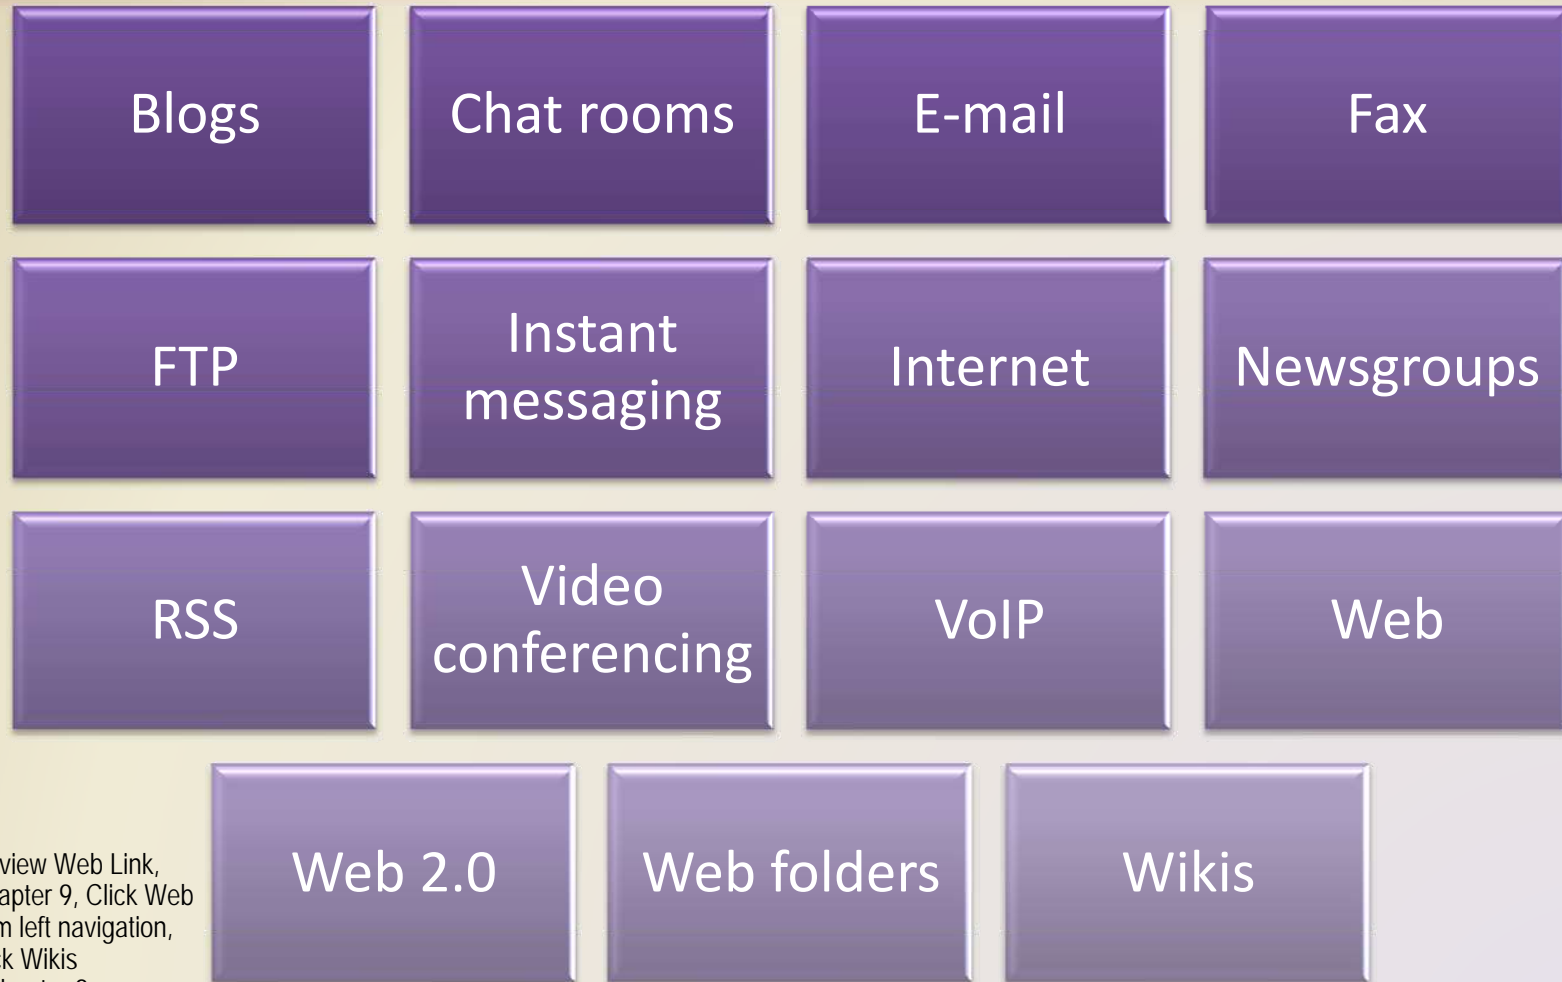 Blogs
Chat rooms
E-mail
Fax
FTP
Instant
messaging
Internet
Newsgroups
RSS
Video
conferencing
VoIP
Web
Web 2.0
Web folders
Wikis
view Web Link,
apter 9, Click Web
m left navigation,
ck Wikis